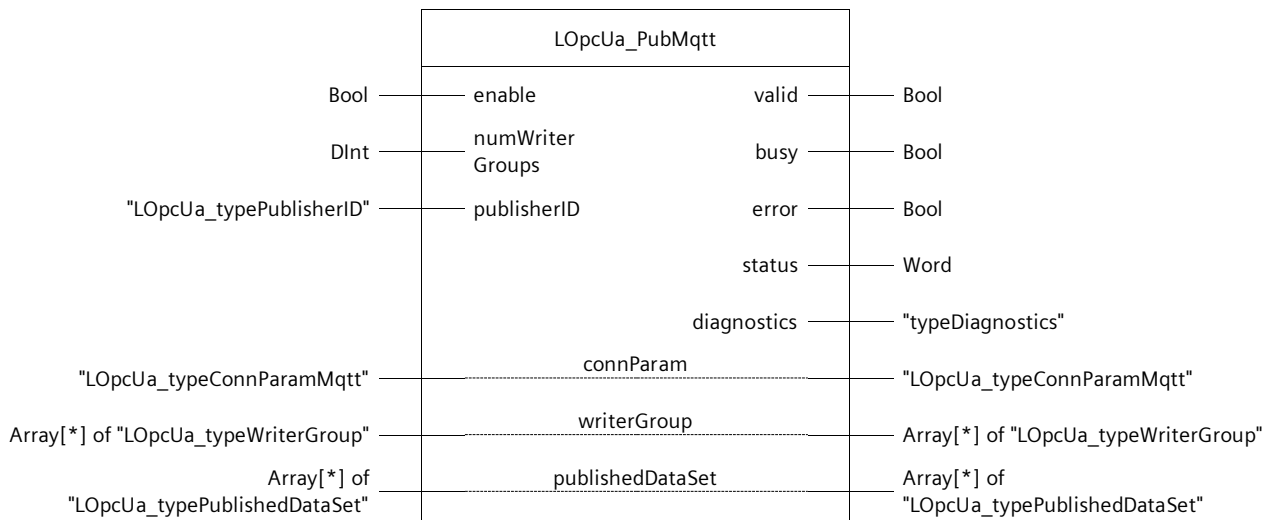 LOpcUa_PubMqtt
Bool enable valid Bool
DInt numWriter
Groups busy Bool
"LOpcUa_typePublisherID" publisherID error Bool
status Word
diagnostics "typeDiagnostics"
"LOpcUa_typeConnParamMqtt" connParam "LOpcUa_typeConnParamMqtt"
Array[*] of "LOpcUa_typeWriterGroup" writerGroup Array[*] of "LOpcUa_typeWriterGroup"
Array[*] of publishedDataSet Array[*] of
"LOpcUa_typePublishedDataSet" "LOpcUa_typePublishedDataSet"